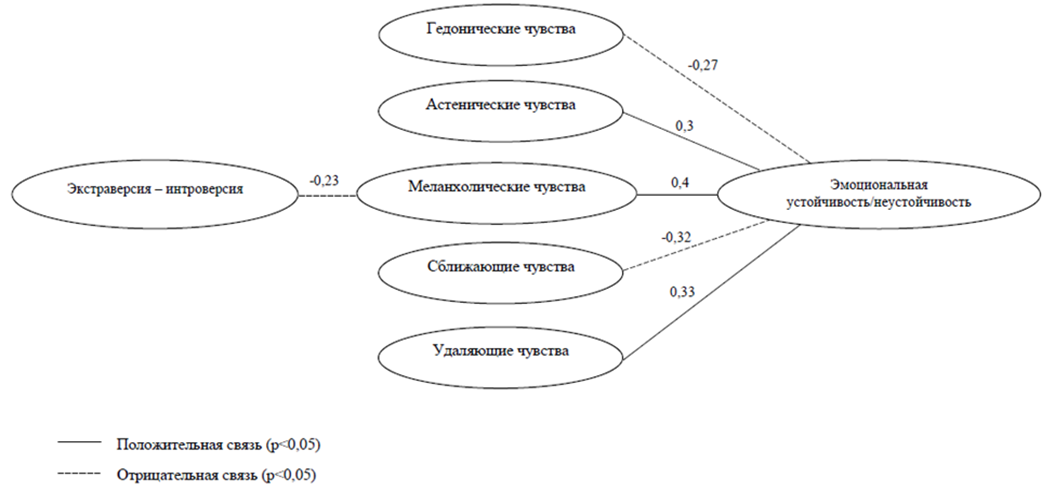 Гедонические чувства
-0,27
Астенические чувства
0,3
Экстраверсия – интроверсия
-0,23
Меланхолические чувства
0,4
Эмоциональная
устойчивость/неустойчивость
Сближающие чувства
-0,32
0,33
Удаляющие чувства
Положительная связь (p<0,05)
Отрицательная связь (p<0,05)